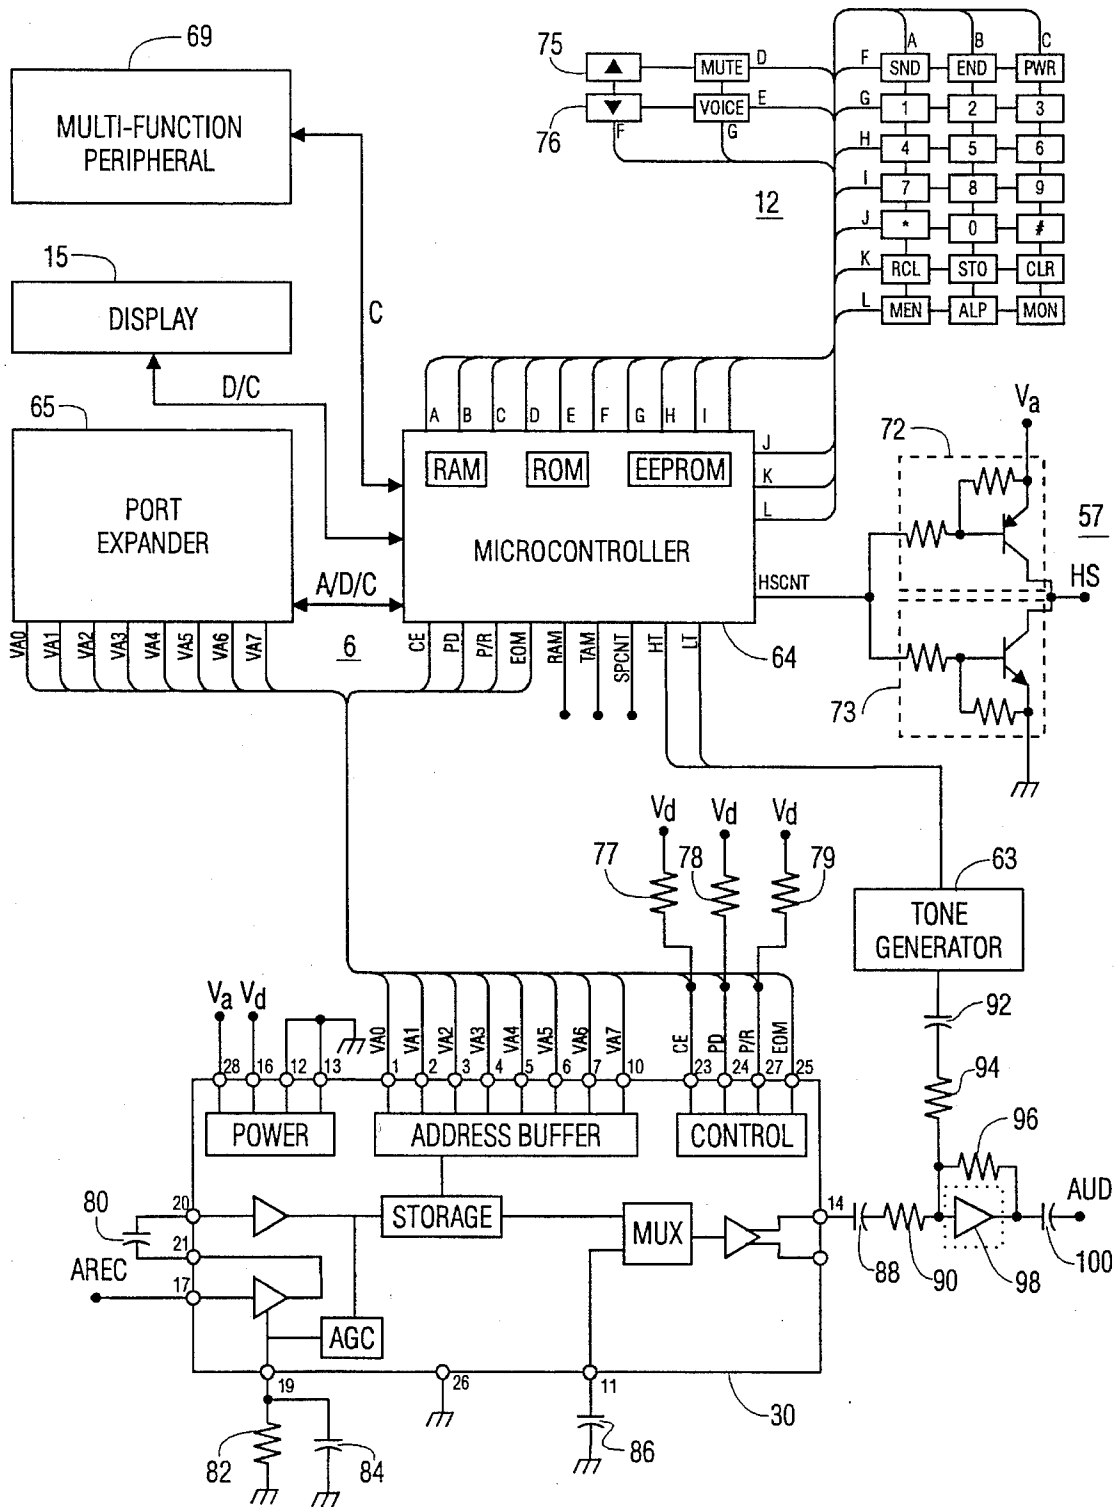 69
MULTI-FUNCTION
PERIPHERAL
15
DISPLAY
C
D/C
65
PORT
EXPANDER
A/D/C
VA0
VA1
VA2
VA3
VA4
VA5
VA6
VA7
6
75
76
MUTE
VOICE
D
E
F
G
12
A
B
C
F
SND
END
PWR
G
1
2
3
H
4
5
6
I
7
8
9
J
*
0
#
K
RCL
STO
CLR
L
MEN
ALP
MON
A
B
C
D
E
F
G
H
I
J
K
L
RAM
ROM
EEPROM
MICROCONTROLLER
HSCNT
CE
PD
P/R
EOM
RAM
TAM
SPCNT
HT
LT
64
72
Va
57
HS
73
Vd
Vd
Vd
77
78
79
63
TONE
GENERATOR
92
94
96
AUD
88
90
98
100
Va
Vd
28
16
12
13
VA0
VA1
VA2
VA3
VA4
VA5
VA6
VA7
1
2
3
4
5
6
7
10
CE
PD
P/R
EOM
23
24
27
25
POWER
ADDRESS BUFFER
CONTROL
80
20
21
AREC
17
STORAGE
MUX
14
AGC
19
26
11
30
82
84
86